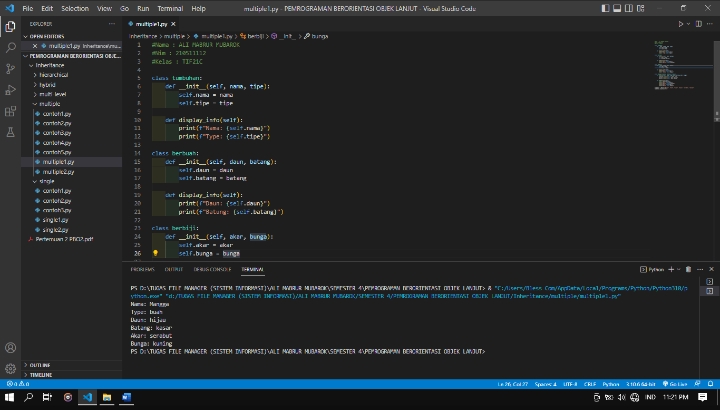 File Edit Selection View Go Run Terminal Help
multiple1.py - PEMROGRAMAN BERORIENTASI OBJEK LANJUT - Visual Studio Code
EXPLORER
OPEN EDITORS
multiple1.py Inheritance\mu...
PEMROGRAMAN BERORIENTASI OBJE...
Inheritance
hierarchical
hybrid
multi-level
multiple
contoh1.py
contoh2.py
contoh3.py
contoh4.py
contoh5.py
multiple1.py
multiple2.py
single
contoh1.py
contoh2.py
contoh3.py
single1.py
single2.py
Pertemuan 2 PBO2.pdf
OUTLINE
TIMELINE
multiple1.py
Inheritance > multiple > multiple1.py > berbiji > __init__ > bunga
1 #Nama : ALI MABRUR MUBAROK
2 #Nim : 210511112
3 #Kelas : TIF21C
4
5 class tumbuhan:
6 def __init__(self, nama, tipe):
7 self.nama = nama
8 self.tipe = tipe
9
10 def display_info(self):
11 print(f"Nama: {self.nama}")
12 print(f"Type: {self.tipe}")
13
14 class berbuah:
15 def __init__(self, daun, batang):
16 self.daun = daun
17 self.batang = batang
18
19 def display_info(self):
20 print(f"Daun: {self.daun}")
21 print(f"Batang: {self.batang}")
22
23 class berbiji:
24 def __init__(self, akar, bunga):
25 self.akar = akar
26 self.bunga = bunga
PROBLEMS OUTPUT DEBUG CONSOLE TERMINAL
Python
PS D:\TUGAS FILE MANAGER (SISTEM INFORMASI)\ALI MABRUR MUBAROK\SEMESTER 4\PEMROGRAMAN BERORIENTASI OBJEK LANJUT> & "C:/Users/Bless Com/AppData/Local/Programs/Python/Python310/p
ython.exe" "d:/TUGAS FILE MANAGER (SISTEM INFORMASI)/ALI MABRUR MUBAROK/SEMESTER 4/PEMROGRAMAN BERORIENTASI OBJEK LANJUT/Inheritance/multiple/multiple1.py"
Nama: Mangga
Type: buah
Daun: hijau
Batang: kasar
Akar: serabut
Bunga: kuning
PS D:\TUGAS FILE MANAGER (SISTEM INFORMASI)\ALI MABRUR MUBAROK\SEMESTER 4\PEMROGRAMAN BERORIENTASI OBJEK LANJUT>
0 0 Ln 26, Col 27 Spaces: 4 UTF-8 CRLF Python 3.10.6 64-bit Go Live
IND 11:21 PM